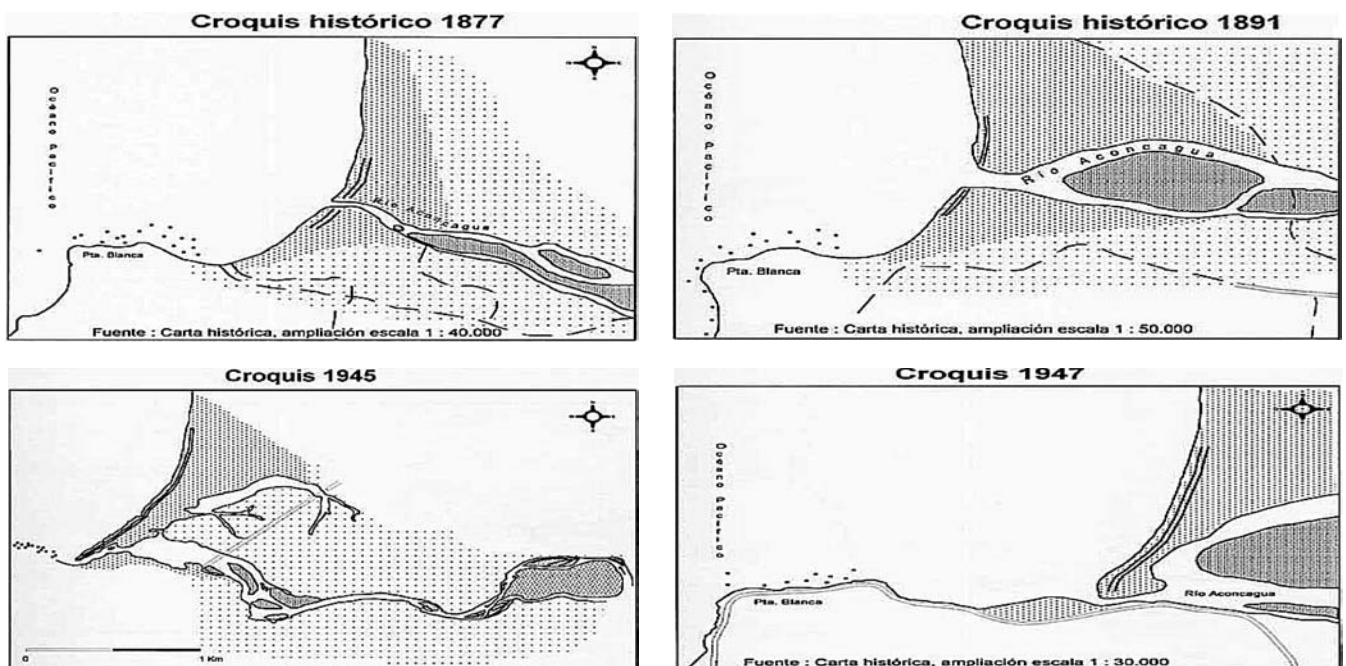 Croquis histórico 1877
Océano pacífico
Río Aconcagua
Pta. Blanca
Fuente : Carta histórica, ampliación escala 1 : 40.000
Croquis histórico 1891
Océano Pacífico
Río Aconcagua
Pta. Blanca
Fuente : Carta histórica, ampliación escala 1 : 50.000
Croquis 1945
0 1 Km
Croquis 1947
Océano Pacífico
Pta. Blanca
Río Aconcagua
Fuente : Carta histórica, ampliación escala 1 : 30.000